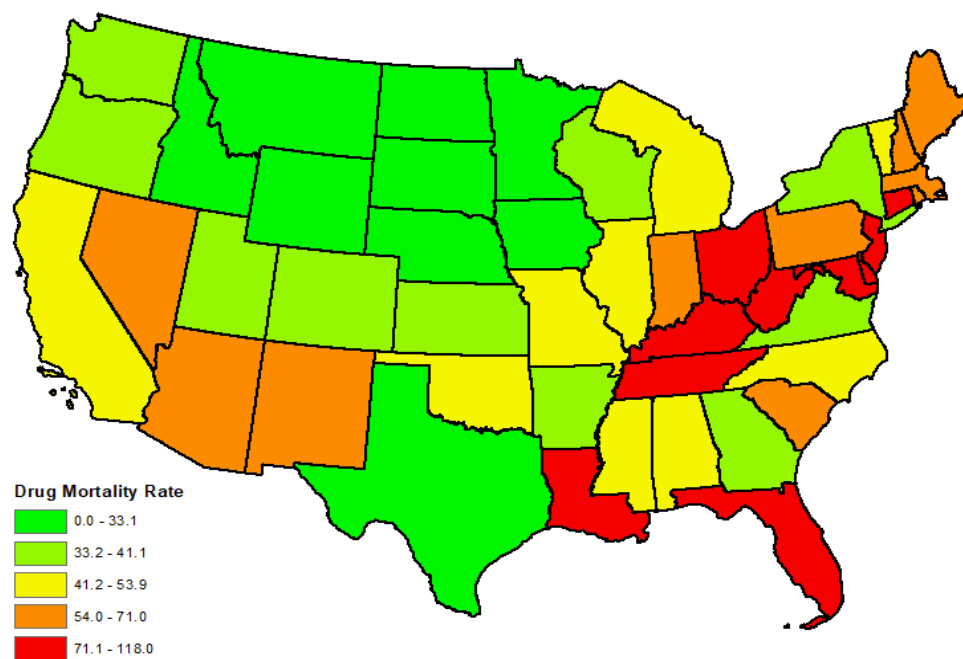 Drug Mortality Rate
0.0 - 33.1
33.2 - 41.1
41.2 - 53.9
54.0 - 71.0
71.1 - 118.0